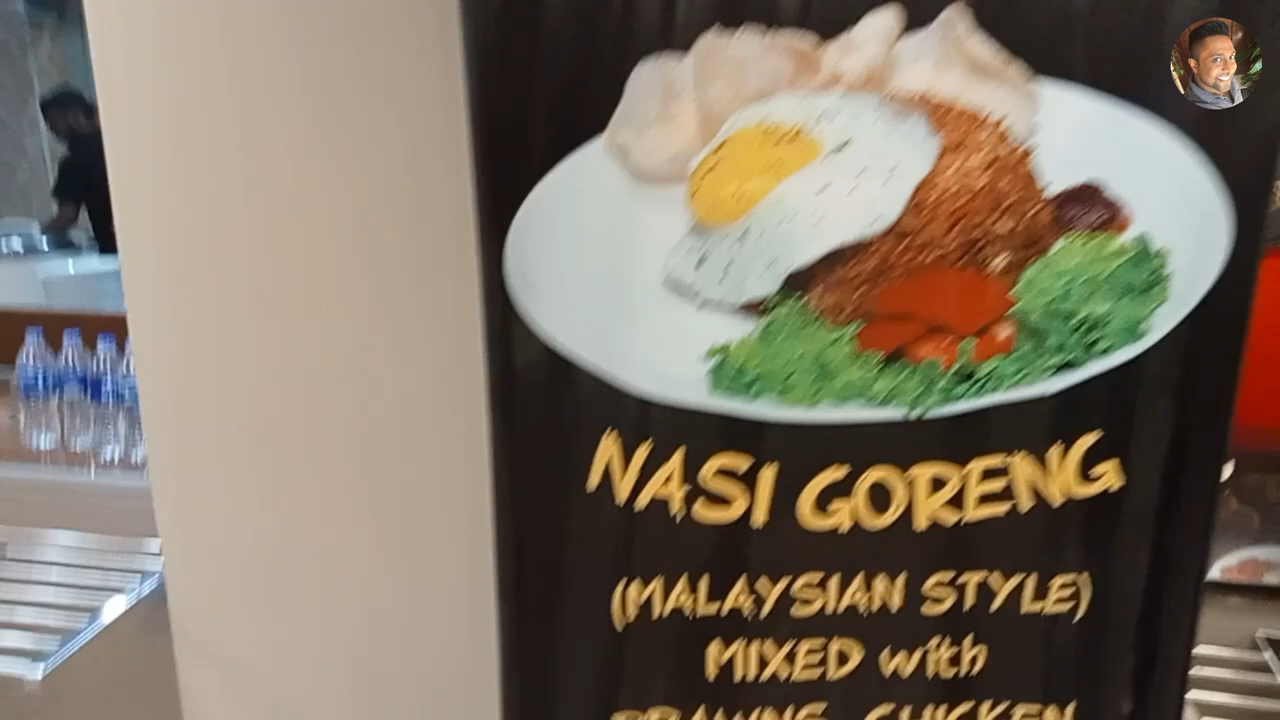 NASI GORENG
(MALAYSIAN STYLE)
MIXED with
PRAWNS, CHICKEN